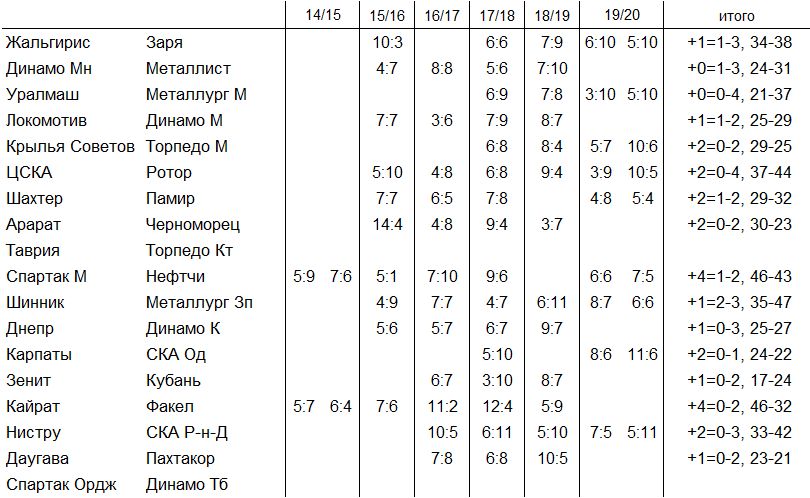 14/15 15/16 16/17 17/18 18/19 19/20 итого
Жальгирис Заря 10:3 6:6 7:9 6:10 5:10 +1=1-3, 34-38
Динамо Мн Металлист 4:7 8:8 5:6 7:10 +0=1-3, 24-31
Уралмаш Металлург М 6:9 7:8 3:10 5:10 +0=0-4, 21-37
Локомотив Динамо М 7:7 3:6 7:9 8:7 +1=1-2, 25-29
Крылья Советов Торпедо М 6:8 8:4 5:7 10:6 +2=0-2, 29-25
ЦСКА Ротор 5:10 4:8 6:8 9:4 3:9 10:5 +2=0-4, 37-44
Шахтер Памир 7:7 6:5 7:8 4:8 5:4 +2=1-2, 29-32
Арарат Черноморец 14:4 4:8 9:4 3:7 +2=0-2, 30-23
Таврия Торпедо Кт
Спартак М Нефтчи 5:9 7:6 5:1 7:10 9:6 6:6 7:5 +4=1-2, 46-43
Шинник Металлург Зп 4:9 7:7 4:7 6:11 8:7 6:6 +1=2-3, 35-47
Днепр Динамо К 5:6 5:7 6:7 9:7 +1=0-3, 25-27
Карпаты СКА Од 5:10 8:6 11:6 +2=0-1, 24-22
Зенит Кубань 6:7 3:10 8:7 +1=0-2, 17-24
Кайрат Факел 5:7 6:4 7:6 11:2 12:4 5:9 +4=0-2, 46-32
Нистру СКА Р-н-Д 10:5 6:11 5:10 7:5 5:11 +2=0-3, 33-42
Даугава Пахтакор 7:8 6:8 10:5 +1=0-2, 23-21
Спартак Ордж Динамо Тб